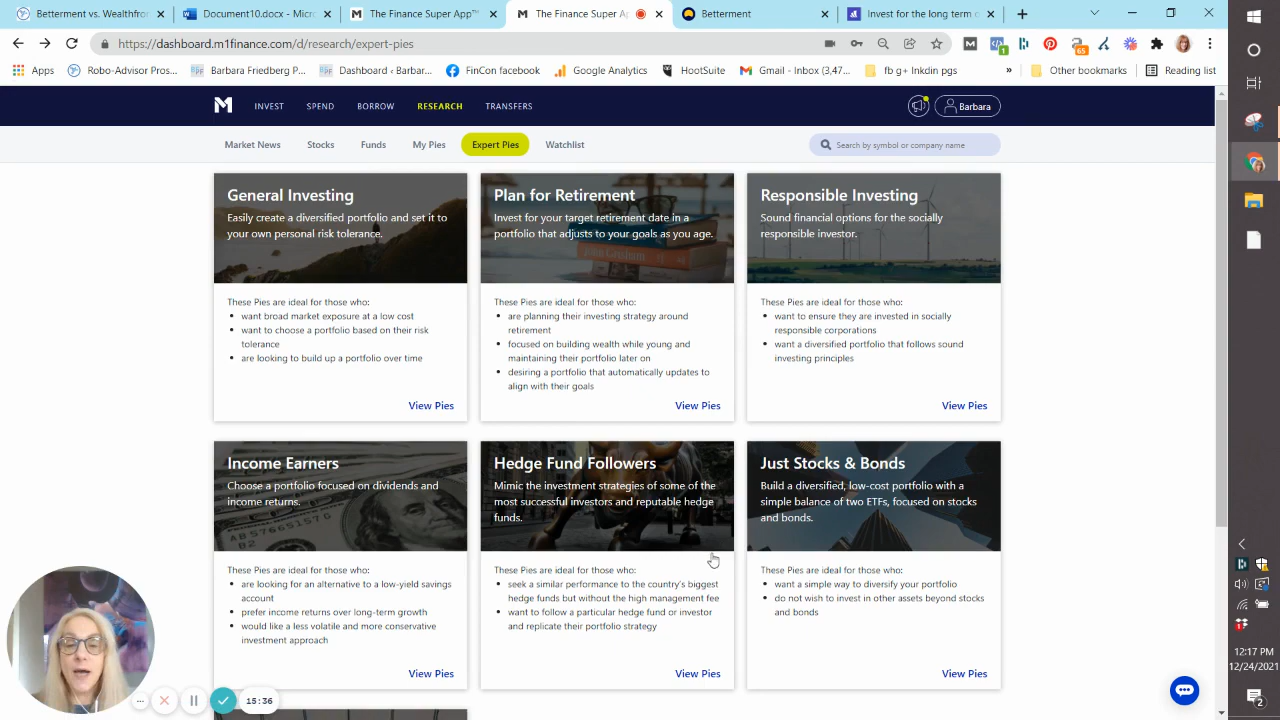 Betterment vs. Wealthfron
Document10.docx - Micros
The Finance Super App™
The Finance Super Ap
Betterment
Invest for the long term o
https://dashboard.m1finance.com/d/research/expert-pies
65
1
Apps
Robo-Advisor Pros...
Barbara Friedberg P...
Dashboard ‹ Barbar...
FinCon facebook
Google Analytics
HootSuite
Gmail - Inbox (3,47...
fb g+ lnkdin pgs
»
Other bookmarks
Reading list
INVEST
SPEND
BORROW
RESEARCH
TRANSFERS
Barbara
Market News
Stocks
Funds
My Pies
Expert Pies
Watchlist
Search by symbol or company name
General Investing
Easily create a diversified portfolio and set it to
your own personal risk tolerance.
These Pies are ideal for those who:
want broad market exposure at a low cost
want to choose a portfolio based on their risk
tolerance
are looking to build up a portfolio over time
View Pies
Plan for Retirement
Invest for your target retirement date in a
portfolio that adjusts to your goals as you age.
These Pies are ideal for those who:
are planning their investing strategy around
retirement
focused on building wealth while young and
maintaining their portfolio later on
desiring a portfolio that automatically updates to
align with their goals
View Pies
Responsible Investing
Sound financial options for the socially
responsible investor.
These Pies are ideal for those who:
want to ensure they are invested in socially
responsible corporations
want a diversified portfolio that follows sound
investing principles
View Pies
Income Earners
Choose a portfolio focused on dividends and
income returns.
These Pies are ideal for those who:
are looking for an alternative to a low-yield savings
account
prefer income returns over long-term growth
would like a less volatile and more conservative
investment approach
View Pies
Hedge Fund Followers
Mimic the investment strategies of some of the
most successful investors and reputable hedge
funds.
These Pies are ideal for those who:
seek a similar performance to the country's biggest
hedge funds but without the high management fee
want to follow a particular hedge fund or investor
and replicate their portfolio strategy
View Pies
Just Stocks & Bonds
Build a diversified, low-cost portfolio with a
simple balance of two ETFs, focused on stocks
and bonds.
These Pies are ideal for those who:
want a simple way to diversify your portfolio
do not wish to invest in other assets beyond stocks
and bonds
View Pies
15:36
12:17 PM
12/24/2021
2